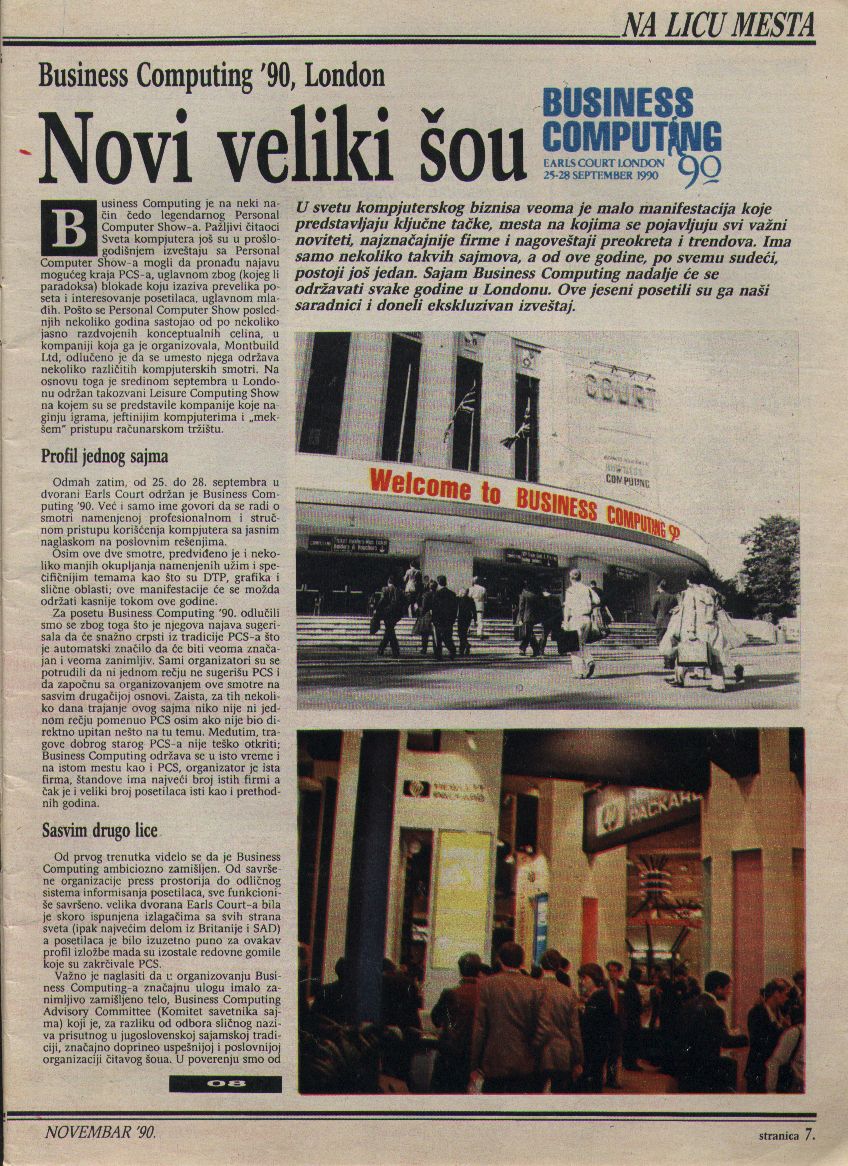 NA LICU MESTA
Business Computing '90, London
Novi veliki šou
BUSINESS
COMPUTING
EARLS COURT LONDON
25-28 SEPTEMBER 1990
90
Business Computing je na neki na-
čin čedo legendarnog Personal
Computer Show-a. Pažljivi čitaoci
Sveta kompjutera još su u prošlo-
godišnjem izveštaju sa Personal
Computer Show-a mogli da pronađu najavu
mogućeg kraja PCS-a, uglavnom zbog (kojeg li
paradoksa) blokade koju izaziva prevelika po-
seta i interesovanje posetilaca, uglavnom mla-
đih. Pošto se Personal Computer Show posled-
njih nekoliko godina sastojao od po nekoliko
jasno razdvojenih konceptualnih celina, u
kompaniji koja ga je organizovala, Montbuild
Ltd, odlučeno je da se umesto njega održava
nekoliko različitih kompjuterskih smotri. Na
osnovu toga je sredinom septembra u Londo-
nu održan takozvani Leisure Computing Show
na kojem su se predstavile kompanije koje na-
ginju igrama, jeftinijim kompjuterima i „mek-
šem" pristupu računarskom tržištu.
Profil jednog sajma
Odmah zatim, od 25. do 28. septembra u
dvorani Earls Court održan je Business Com-
puting '90. Već i samo ime govori da se radi o
smotri namenjenoj profesionalnom i struč-
nom pristupu korišćenja kompjutera sa jasnim
naglaskom na poslovnim rešenjima.
Osim ove dve smotre, predviđeno je i neko-
liko manjih okupljanja namenjenih užim i spe-
cifičnijim temama kao što su DTP, grafika i
slične oblasti; ove manifestacije će se možda
održati kasnije tokom ove godine.
Za posetu Business Computing '90. odlučili
smo se zbog toga što je njegova najava sugeri-
sala da će snažno crpsti iz tradicije PCS-a što
je automatski značilo da će biti veoma znača-
jan i veoma zanimljiv. Sami organizatori su se
potrudili da ni jednom rečju ne sugerišu PCS i
da započnu sa organizovanjem ove smotre na
sasvim drugačijoj osnovi. Zaista, za tih nekoli-
ko dana trajanje ovog sajma niko nije ni jed-
nom rečju pomenuo PCS osim ako nije bio di-
rektno upitan nešto na tu temu. Međutim, tra-
gove dobrog starog PCS-a nije teško otkriti;
Business Computing održava se u isto vreme i
na istom mestu kao i PCS, organizator je ista
firma, štandove ima najveći broj istih firmi a
čak je i veliki broj posetilaca isti kao i prethod-
nih godina.
Sasvim drugo lice
Od prvog trenutka videlo se da je Business
Computing ambiciozno zamišljen. Od savrše-
ne organizacije press prostorija do odličnog
sistema informisanja posetilaca, sve funkcioni-
še savršeno. velika dvorana Earls Court-a bila
je skoro ispunjena izlagačima sa svih strana
sveta (ipak najvećim delom iz Britanije i SAD)
a posetilaca je bilo izuzetno puno za ovakav
profil izložbe mada su izostale redovne gomile
koje su zakrčivale PCS.
Važno je naglasiti da u organizovanju Busi-
ness Computing-a značajnu ulogu imalo za-
nimljivo zamišljeno telo, Business Computing
Advisory Committee (Komitet savetnika saj-
ma) koji je, za razliku od odbora sličnog nazi-
va prisutnog u jugoslovenskoj sajamskoj tradi-
ciji, značajno doprineo uspešnijoj i poslovnijoj
organizaciji čitavog šoua. U poverenju smo od
08
U svetu kompjuterskog biznisa veoma je malo manifestacija koje
predstavljaju ključne tačke, mesta na kojima se pojavljuju svi važni
noviteti, najznačajnije firme i nagoveštaji preokreta i trendova. Ima
samo nekoliko takvih sajmova, a od ove godine, po svemu sudeći,
postoji još jedan. Sajam Business Computing nadalje će se
održavati svake godine u Londonu. Ove jeseni posetili su ga naši
saradnici i doneli ekskluzivan izveštaj.
COURT
BUSINESS
COMPUTING
Welcome to BUSINESS COMPUTING 90
HEWLETT
PACKARD
PACKARD
NOVEMBAR '90.
stranica 7.